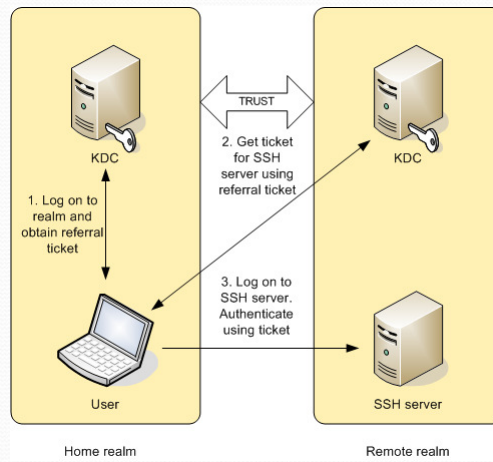 TRUST
KDC
2. Get ticket
for SSH
server using
referral ticket
KDC
1. Log on to
realm and
obtain referral
ticket
3. Log on to
SSH server.
Authenticate
using ticket
User
SSH server
Home realm
Remote realm